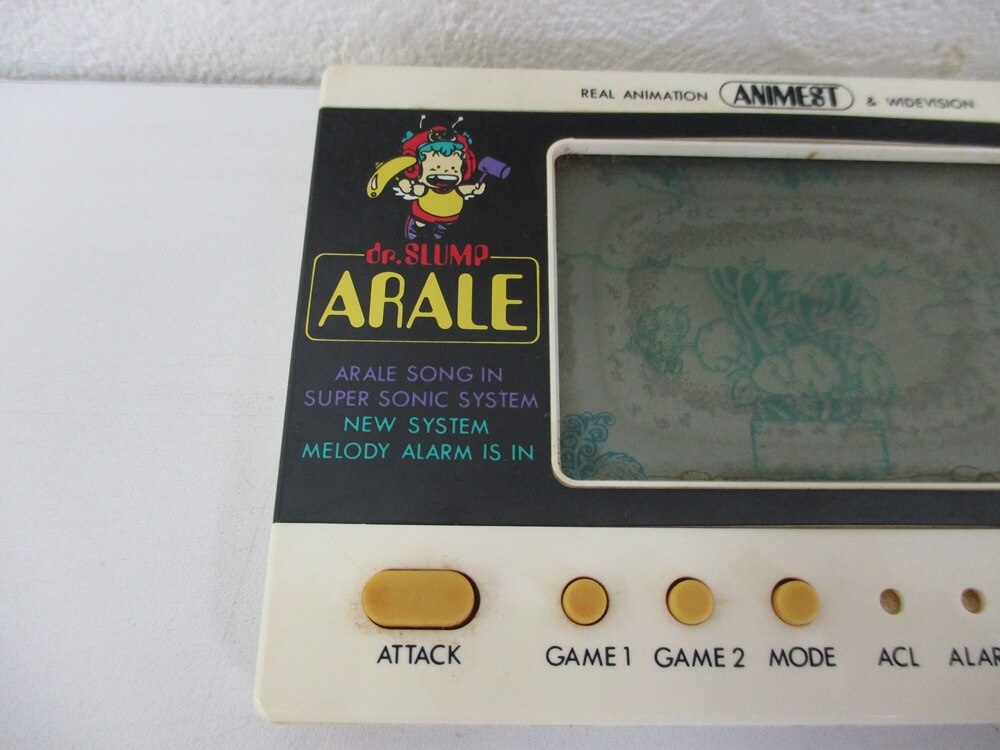 REAL ANIMATION ANIMEST & WIDEVISION
dr. SLUMP
ARALE
ARALE SONG IN
SUPER SONIC SYSTEM
NEW SYSTEM
MELODY ALARM IS IN
ATTACK GAME 1 GAME 2 MODE ACL ALAR